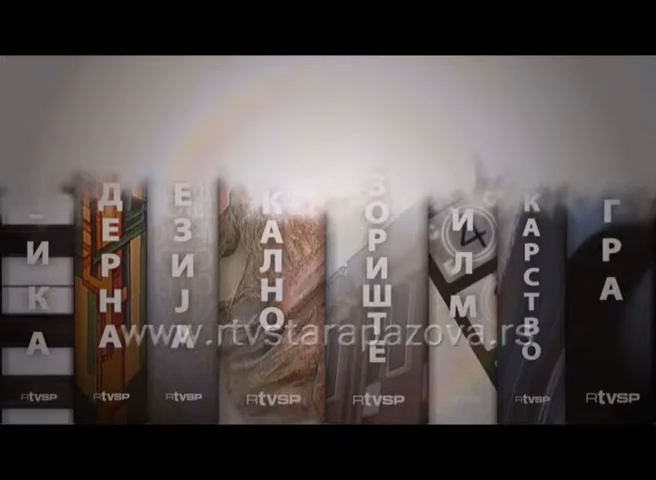 ИКА
ДЕРНА
ЕЗИЈА
КАЛНО
ЗОРИШТЕ
ИЛМ
КАРСТВО
ГРА
www.rtvstarapazova.rs
RTVSP RTVSP RTVSP RTVSP RTVSP RTVSP RTVSP